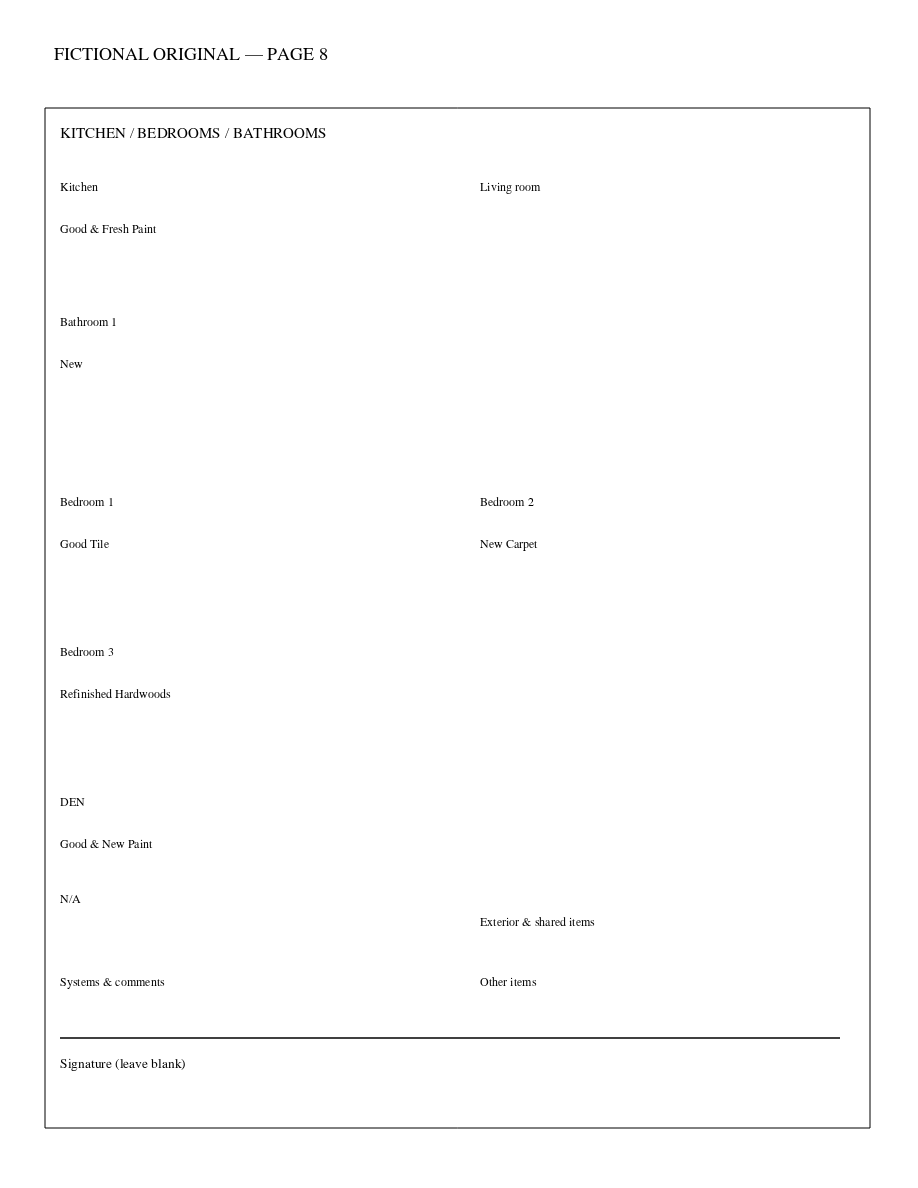 FICTIONAL ORIGINAL — PAGE 8
KITCHEN / BEDROOMS / BATHROOMS
Kitchen
Living room
Good & Fresh Paint
Bathroom 1
New
Bedroom 1
Bedroom 2
Good Tile
New Carpet
Bedroom 3
Refinished Hardwoods
DEN
Good & New Paint
N/A
Exterior & shared items
Systems & comments
Other items
Signature (leave blank)